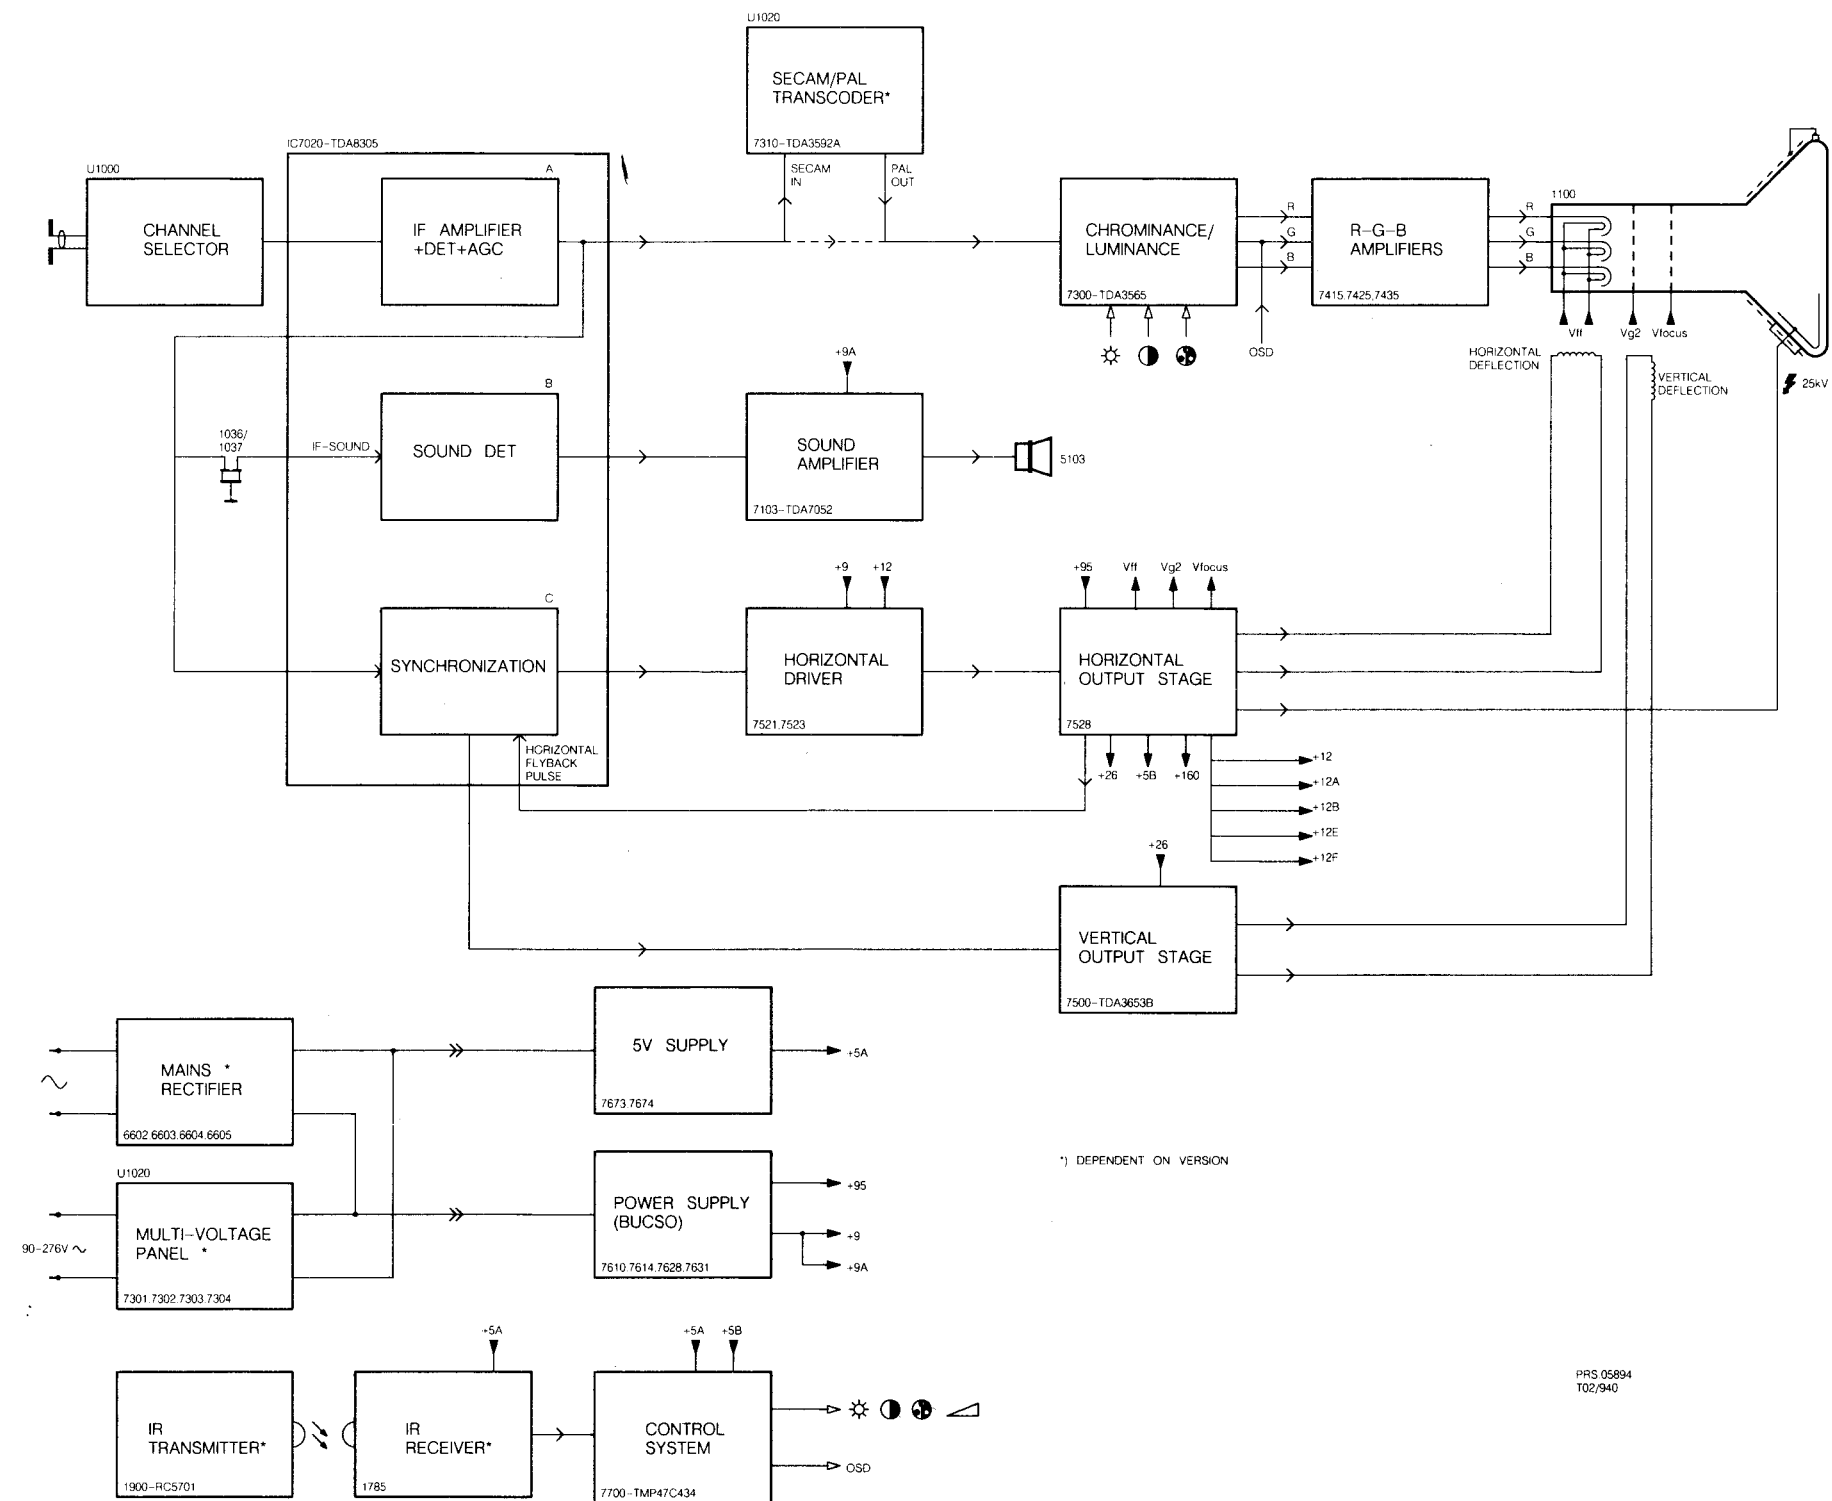 U1020
SECAM/PAL
TRANSCODER*
7310-TDA3592A
SECAM
IN
PAL
OUT
U1000
CHANNEL
SELECTOR
IC7020-TDA8305
A
IF AMPLIFIER
+DET+AGC
CHROMINANCE/
LUMINANCE
7300-TDA3565
R
G
B
OSD
R-G-B
AMPLIFIERS
7415.7425.7435
R
G
B
1100
Vff
Vg2
Vfocus
HORIZONTAL
DEFLECTION
VERTICAL
DEFLECTION
25kV
1036/
1037
IF-SOUND
B
SOUND DET
+9A
SOUND
AMPLIFIER
7103-TDA7052
5103
C
SYNCHRONIZATION
HORIZONTAL
FLYBACK
PULSE
+9
+12
HORIZONTAL
DRIVER
7521.7523
+95
Vff
Vg2
Vfocus
HORIZONTAL
OUTPUT STAGE
7528
+26
+5B
+160
+12
+12A
+12B
+12E
+12F
+26
VERTICAL
OUTPUT STAGE
7500-TDA3653B
MAINS *
RECTIFIER
6602.6603.6604.6605
5V SUPPLY
7673.7674
+5A
U1020
90-276V
MULTI-VOLTAGE
PANEL *
7301.7302.7303.7304
POWER SUPPLY
(BUCSO)
7610.7614.7628.7631
+95
+9
+9A
*) DEPENDENT ON VERSION
IR
TRANSMITTER*
1900-RC5701
+5A
IR
RECEIVER*
1785
+5A
+5B
CONTROL
SYSTEM
7700-TMP47C434
OSD
PRS.05894
T02/940